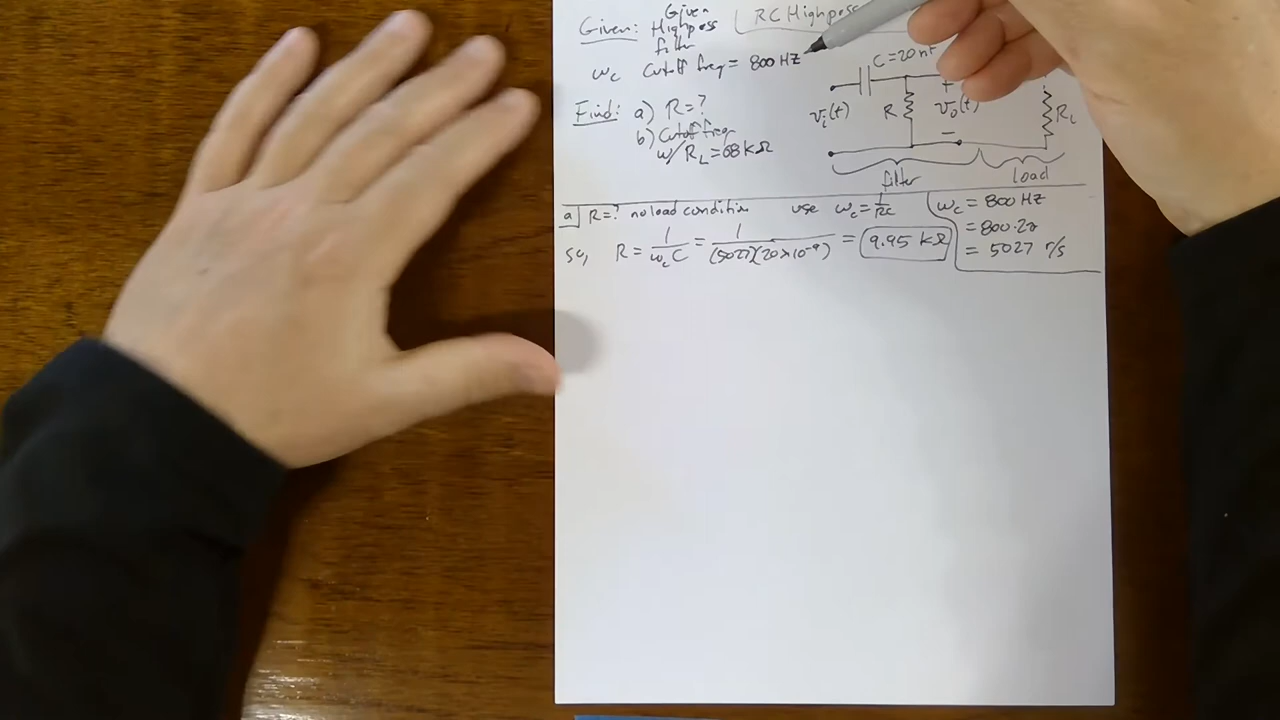 Given: Given Highpass filter
RC Highpass
ωc Cutoff freq = 800 Hz
Find: a) R=?
b) Cutoff freq
w/ RL = 68 kΩ
C = 20 nF
vi(t)
R
+
vo(t)
−
RL
filter
load
a) R=? no load condition use ωc = 1/RC
so, R = 1/ωcC = 1/(5027)(20×10⁻⁹) = 9.95 kΩ
ωc = 800 Hz
= 800·2π
= 5027 r/s